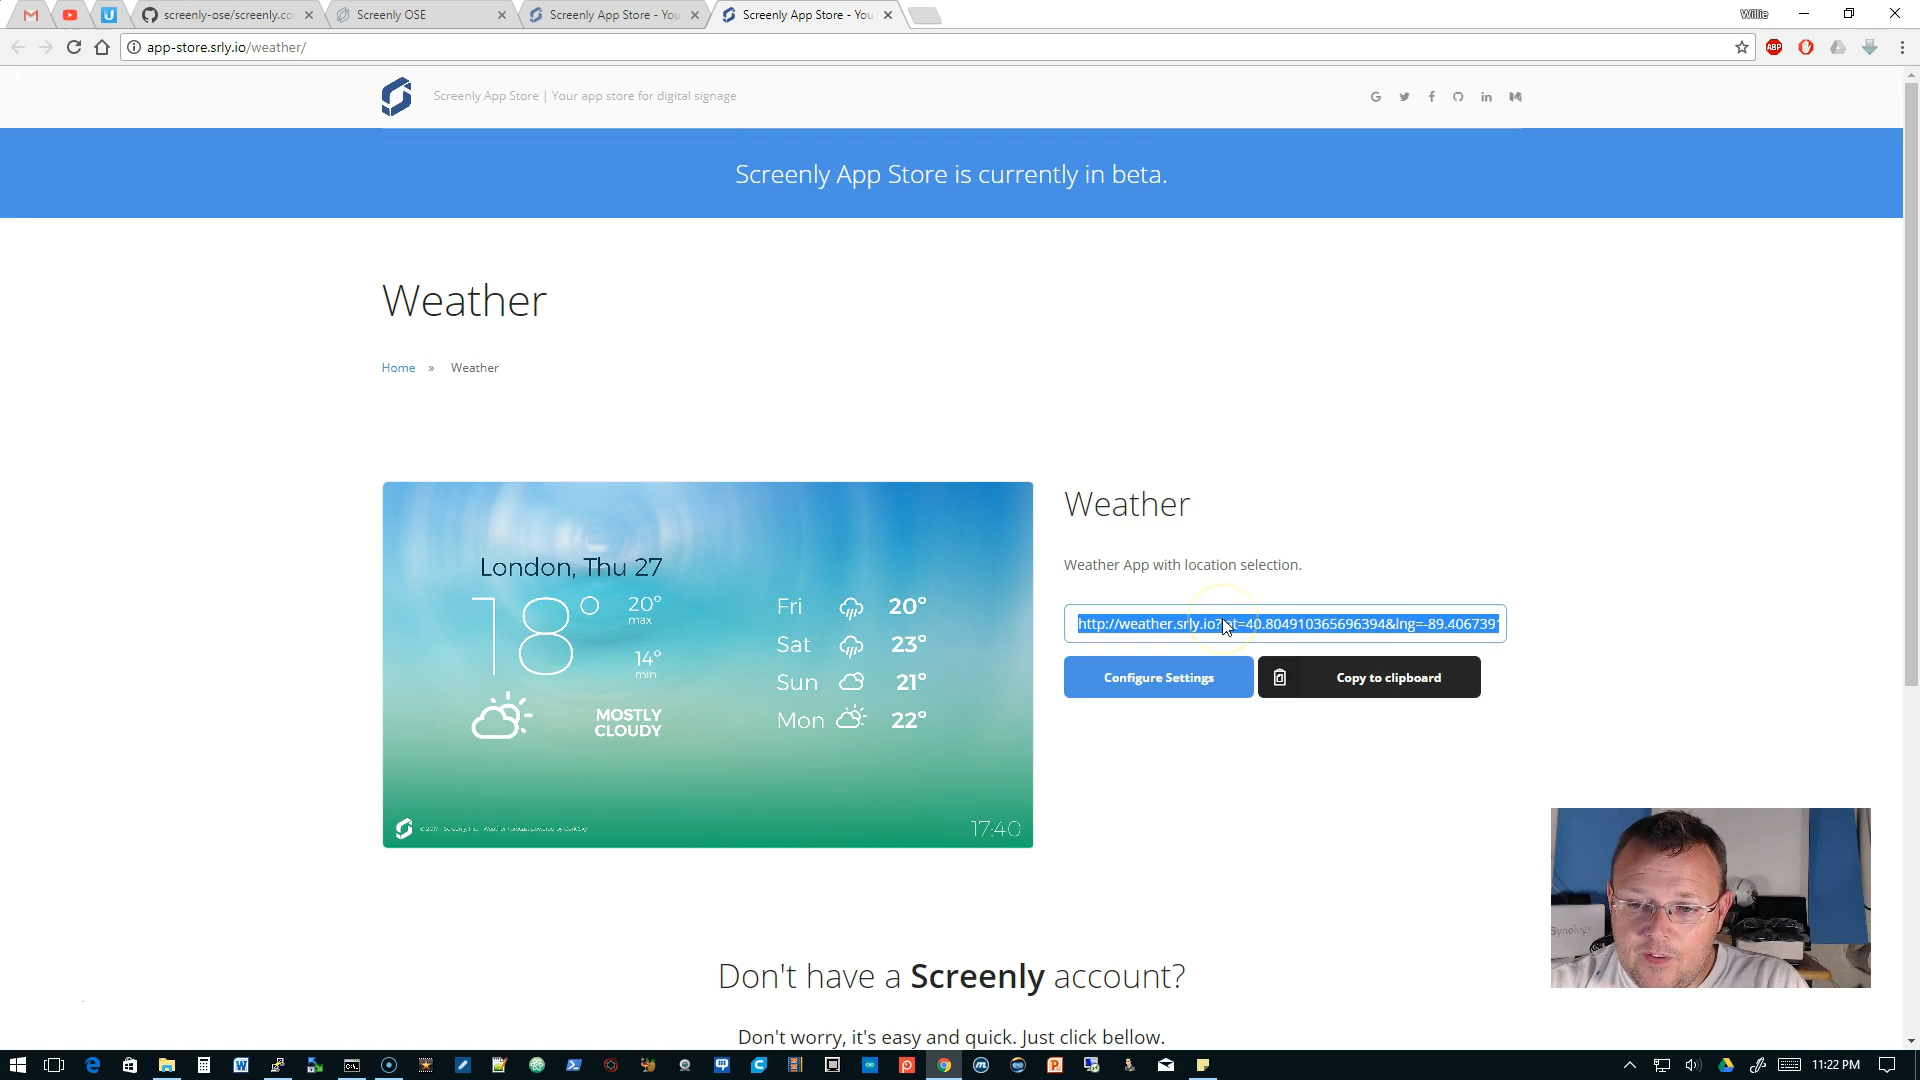 screenly-ose/screenly.co
Screenly OSE
Screenly App Store - You
Screenly App Store - You
Willie
app-store.srly.io/weather/
ABP
Screenly App Store | Your app store for digital signage
Screenly App Store is currently in beta.
Weather
Home » Weather
London, Thu 27
18°
20°
max
14°
min
MOSTLY
CLOUDY
Fri 20°
Sat 23°
Sun 21°
Mon 22°
17:40
Weather
Weather App with location selection.
http://weather.srly.io?lat=40.804910365696394&lng=-89.406739
Configure Settings
Copy to clipboard
Synology
Don't have a Screenly account?
Don't worry, it's easy and quick. Just click bellow.
11:22 PM